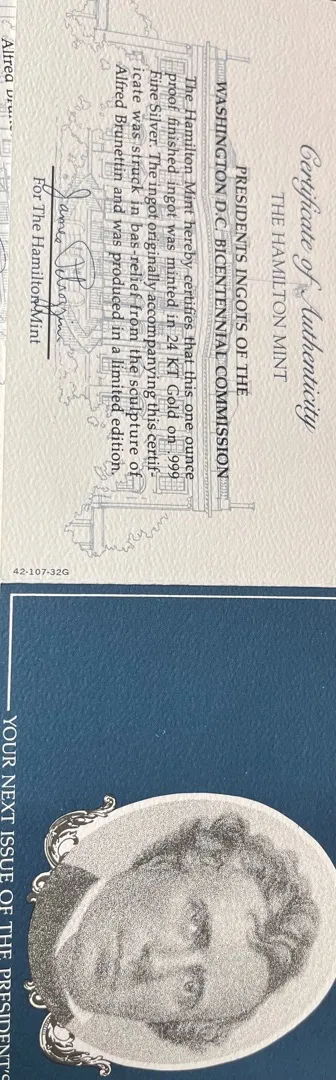 Certificate of Authenticity
THE HAMILTON MINT
PRESIDENTS INGOTS OF THE
WASHINGTON D.C. BICENTENNIAL COMMISSION
The Hamilton Mint hereby certifies that this one ounce
proof finished ingot was minted in 24 KT Gold on .999
Fine Silver. The ingot originally accompanying this certif-
icate was struck in bas-relief from the sculpture of
Alfred Brunettin and was produced in a limited edition.
For The Hamilton Mint
42-107-32G
Alfred
YOUR NEXT ISSUE OF THE PRESIDENT'S